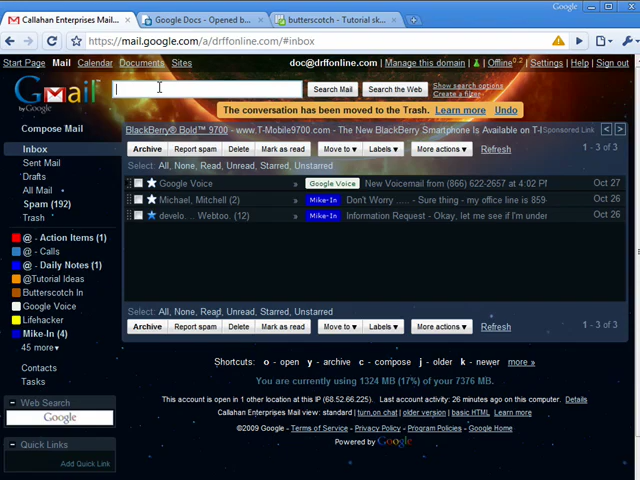 Google
Callahan Enterprises Mail...
Google Docs - Opened b...
butterscotch - Tutorial sk...
https://mail.google.com/a/drffonline.com/#inbox
Start Page Mail Calendar Documents Sites
doc@drffonline.com | Manage this domain | Offline 0.2 | Settings | Help | Sign out
Gmail
by Google
Search Mail Search the Web Show search options
Create a filter
The conversation has been moved to the Trash. Learn more Undo
Compose Mail
Inbox
Sent Mail
Drafts
All Mail
Spam (192)
Trash
@ - Action Items (1)
@ - Calls
@ - Daily Notes (1)
@Tutorial Ideas
Butterscotch In
Google Voice
Lifehacker
Mike-In (4)
45 more▼
Contacts
Tasks
Web Search
Google
Quick Links
Add Quick Link
BlackBerry® Bold™ 9700 - www.T-Mobile9700.com - The New BlackBerry Smartphone Is Available on T-
Sponsored Link < >
Archive Report spam Delete Mark as read Move to▼ Labels▼ More actions▼ Refresh 1 - 3 of 3
Select: All, None, Read, Unread, Starred, Unstarred
Google Voice » Google Voice New Voicemail from (866) 622-2657 at 4:02 Oct 27
Michael, Mitchell (2) » Mike-In Don't Worry ..... - Sure thing - my office line is 859- Oct 26
develo. . . Webtoo. (12) » Mike-In Information Request - Okay, let me see if I'm under Oct 26
Select: All, None, Read, Unread, Starred, Unstarred
Archive Report spam Delete Mark as read Move to▼ Labels▼ More actions▼ Refresh 1 - 3 of 3
Shortcuts: o - open y - archive c - compose j - older k - newer more »
You are currently using 1324 MB (17%) of your 7376 MB.
This account is open in 1 other location at this IP (68.52.66.225). Last account activity: 26 minutes ago on this computer. Details
Callahan Enterprises Mail view: standard | turn on chat | older version | basic HTML Learn more
©2009 Google - Terms of Service - Privacy Policy - Program Policies - Google Home
Powered by Google